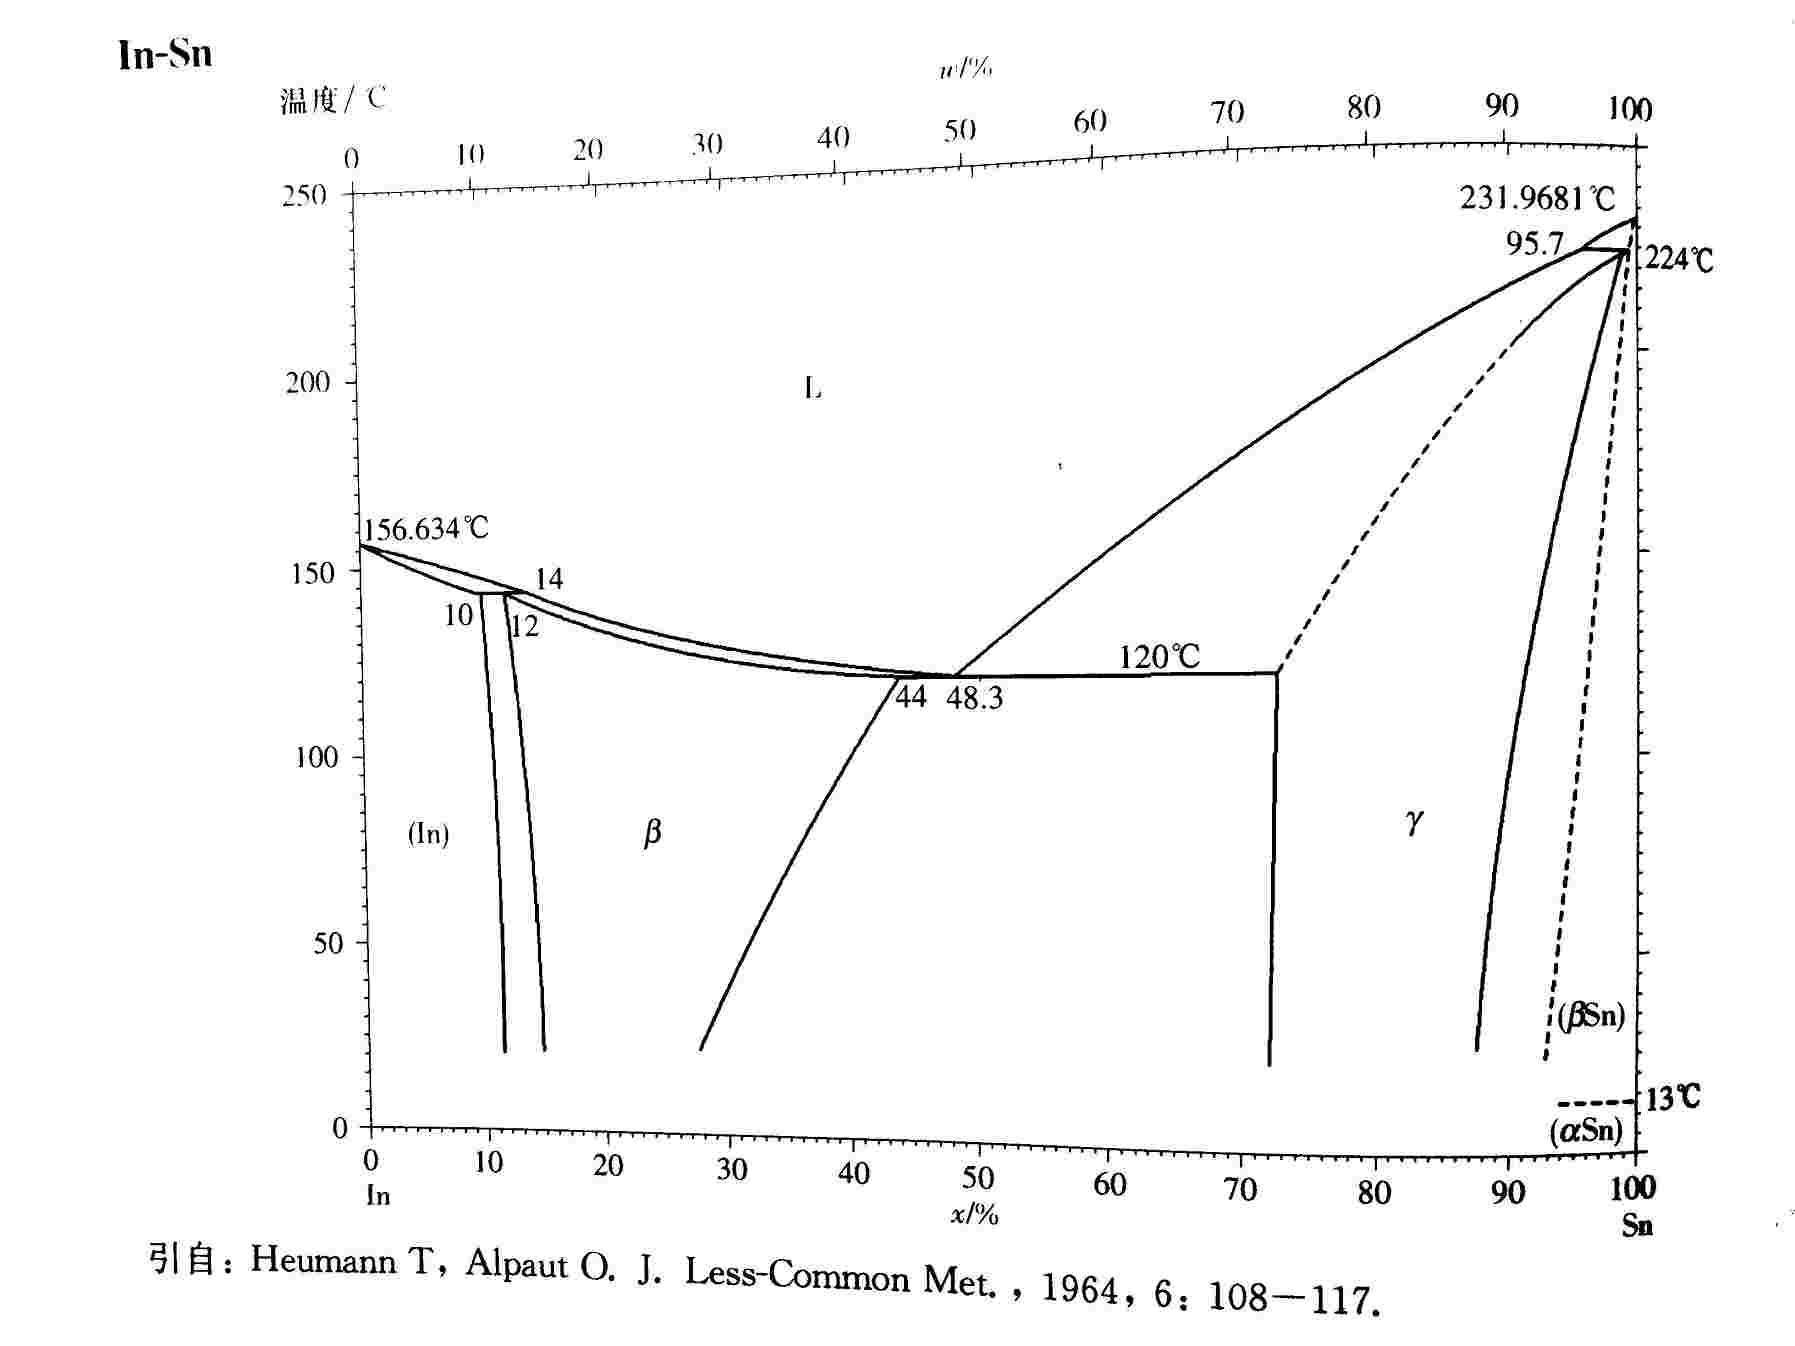 In-Sn
w/%
温度/℃
0 10 20 30 40 50 60 70 80 90 100
250
231.9681℃
95.7
224℃
200
L
156.634℃
150
14
10
12
120℃
44 48.3
100
(In)
β
γ
50
(βSn)
13℃
0
(αSn)
0 10 20 30 40 50 60 70 80 90 100
In
x/%
Sn
引自: Heumann T, Alpaut O. J. Less-Common Met., 1964, 6: 108—117.